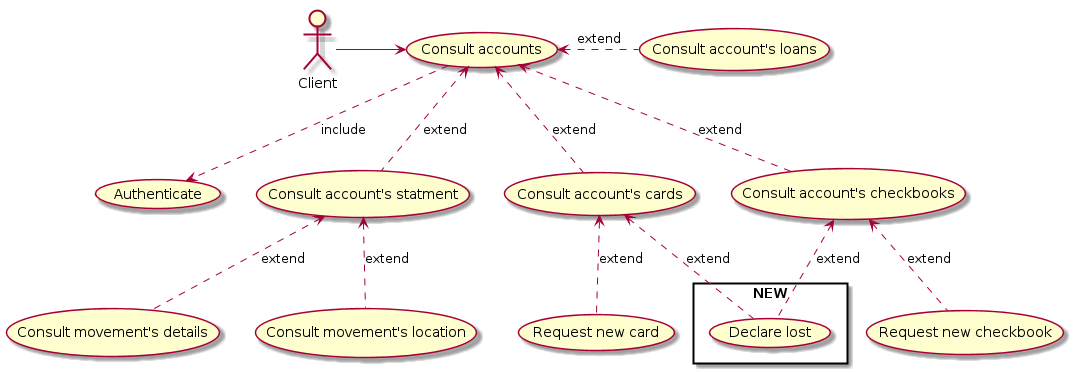 extend
Consult accounts
Consult account's loans
Client
include
extend
extend
extend
Authenticate
Consult account's statment
Consult account's cards
Consult account's checkbooks
extend
extend
extend
extend
extend
extend
NEW
Consult movement's details
Consult movement's location
Request new card
Declare lost
Request new checkbook